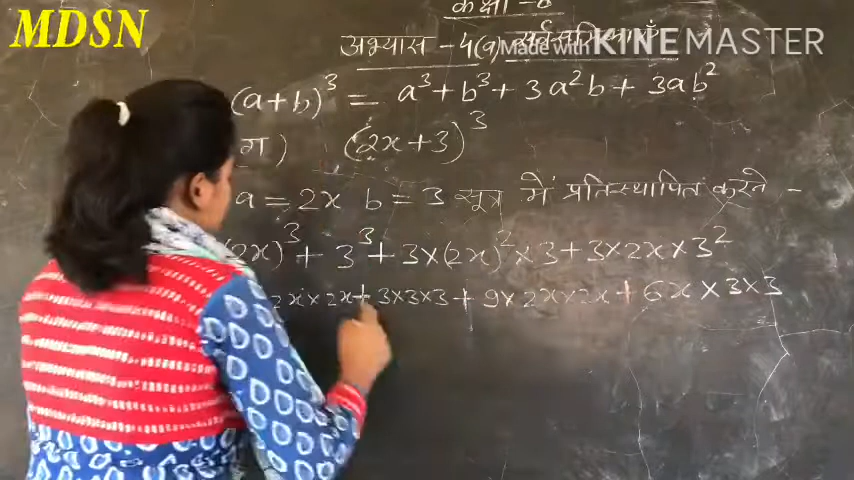 MDSN
कक्षा - 8
अभ्यास - 4(a) सर्वसमिकाएँ
Made with KINEMASTER
(a+b)³ = a³ + b³ + 3a²b + 3ab²
ग) (2x+3)³
a = 2x b = 3 सूत्र में प्रतिस्थापित करते -
(2x)³ + 3³ + 3×(2x)²×3 + 3×2x×3²
2x×2x + 3×3×3 + 9×2x×2x + 6x×3×3